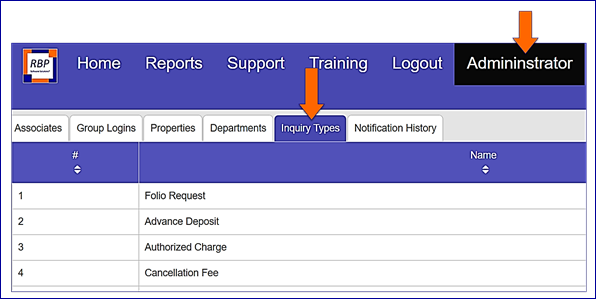 RBP
Home Reports Support Training Logout Admininstrator
Associates Group Logins Properties Departments Inquiry Types Notification History
# Name
1 Folio Request
2 Advance Deposit
3 Authorized Charge
4 Cancellation Fee